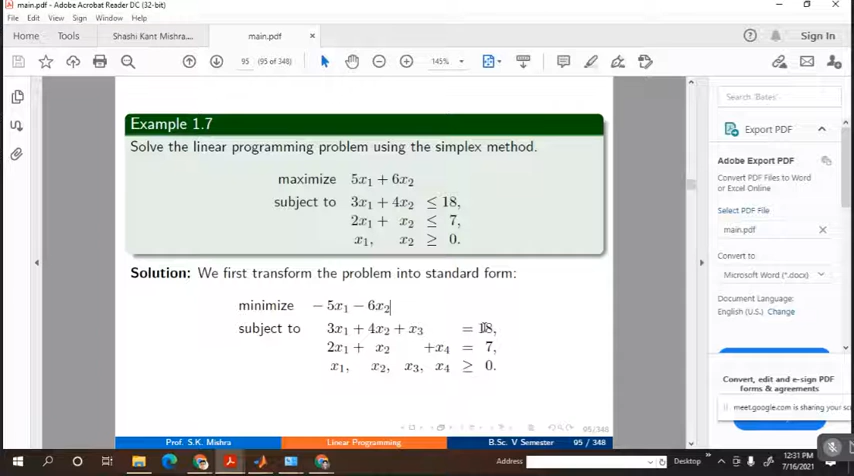 main.pdf - Adobe Acrobat Reader DC (32-bit)
File Edit View Sign Window Help
Home Tools Shashi Kant Mishra... main.pdf × Sign In
95 (95 of 348) 145%
Example 1.7
Solve the linear programming problem using the simplex method.
maximize 5x₁ + 6x₂
subject to 3x₁ + 4x₂ ≤ 18,
2x₁ + x₂ ≤ 7,
x₁, x₂ ≥ 0.
Solution: We first transform the problem into standard form:
minimize − 5x₁ − 6x₂
subject to 3x₁ + 4x₂ + x₃ = 18,
2x₁ + x₂ + x₄ = 7,
x₁, x₂, x₃, x₄ ≥ 0.
95/348
Prof. S.K. Mishra Linear Programming B.Sc. V Semester 95 / 348
Search 'Bates'
Export PDF
Adobe Export PDF
Convert PDF Files to Word
or Excel Online
Select PDF File
main.pdf ×
Convert to
Microsoft Word (*.docx)
Document Language:
English (U.S.) Change
Convert, edit and e-sign PDF
forms & agreements
meet.google.com is sharing your
Address Desktop
12:31 PM
7/16/2021